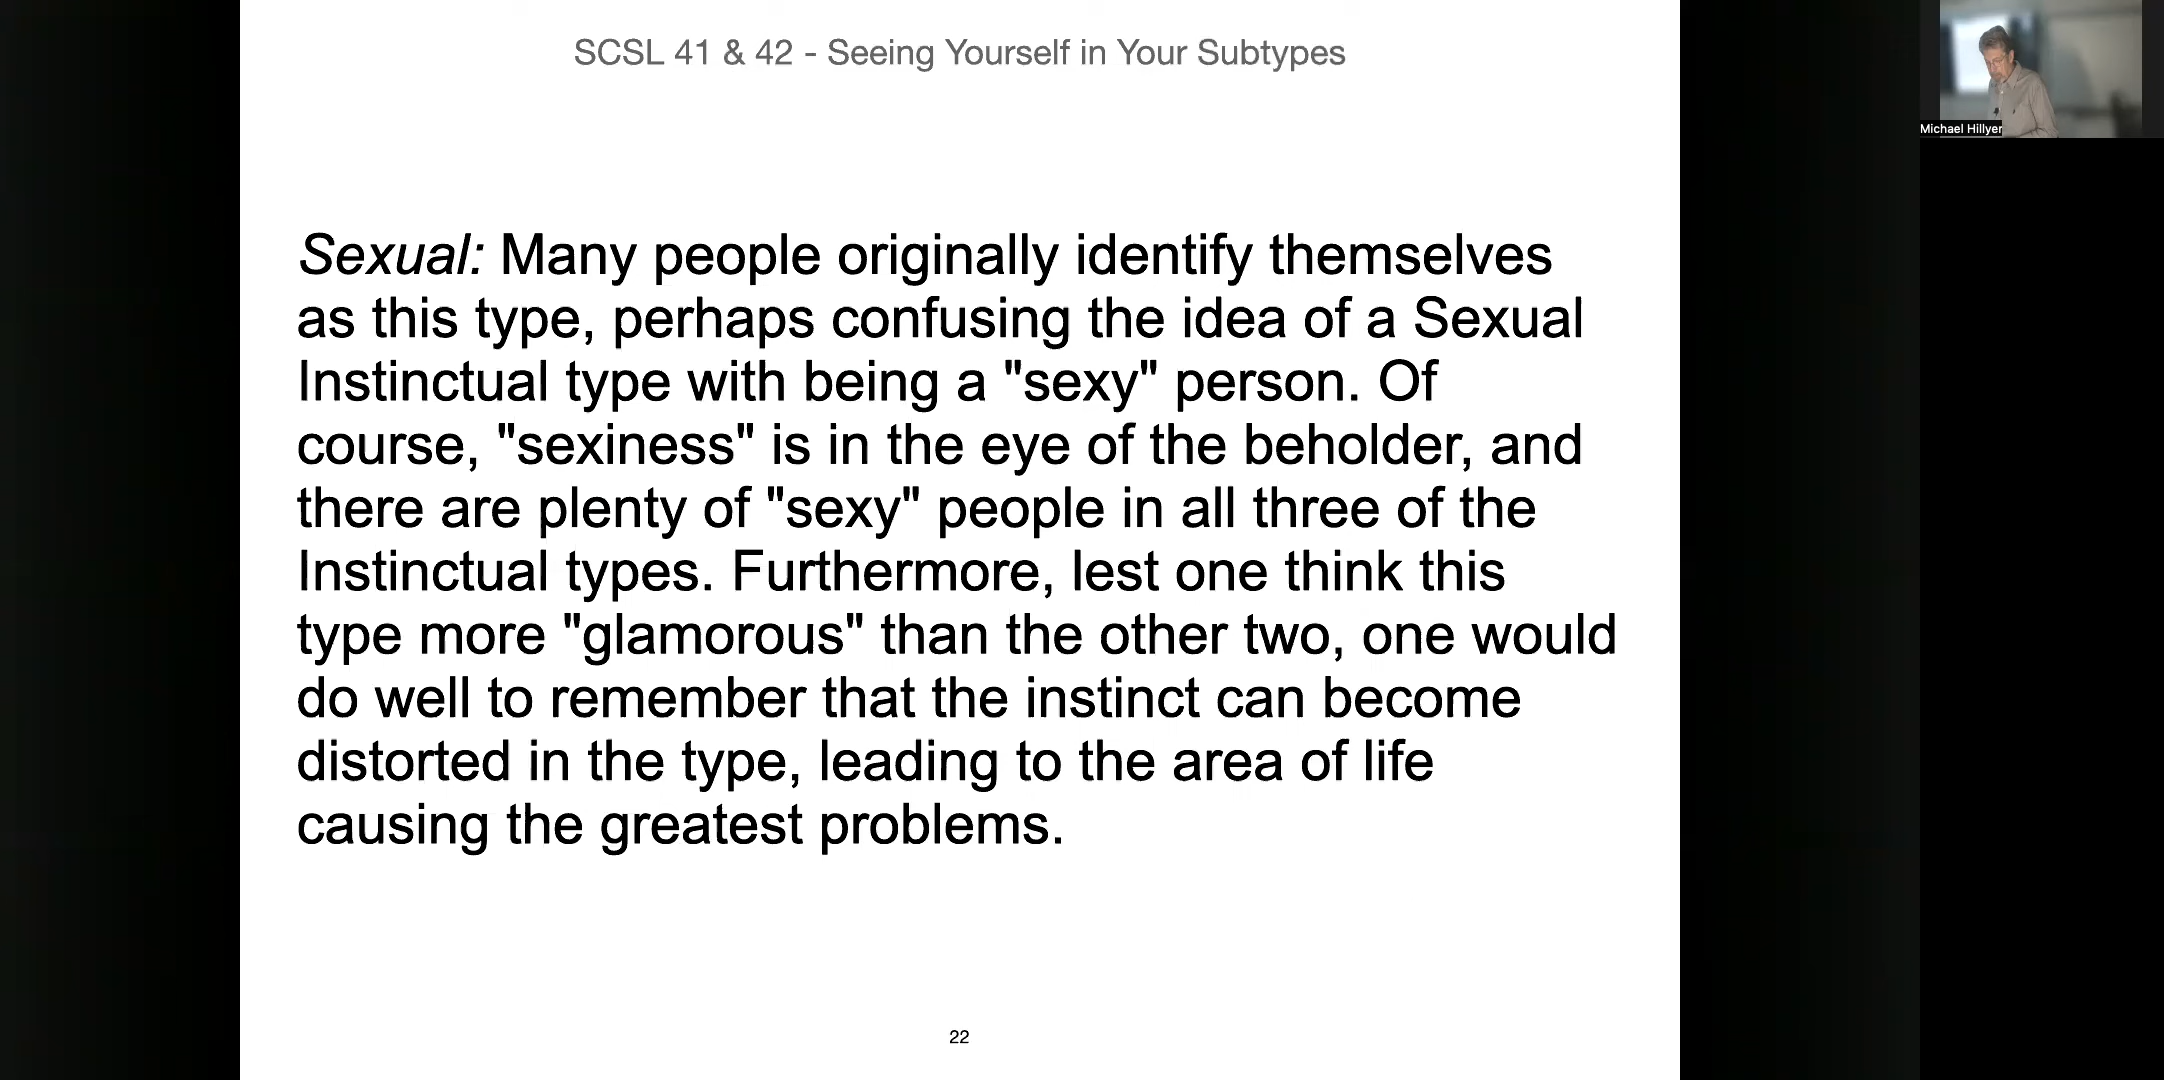 SCSL 41 & 42 - Seeing Yourself in Your Subtypes
Michael Hillyer
Sexual: Many people originally identify themselves
as this type, perhaps confusing the idea of a Sexual
Instinctual type with being a "sexy" person. Of
course, "sexiness" is in the eye of the beholder, and
there are plenty of "sexy" people in all three of the
Instinctual types. Furthermore, lest one think this
type more "glamorous" than the other two, one would
do well to remember that the instinct can become
distorted in the type, leading to the area of life
causing the greatest problems.
22